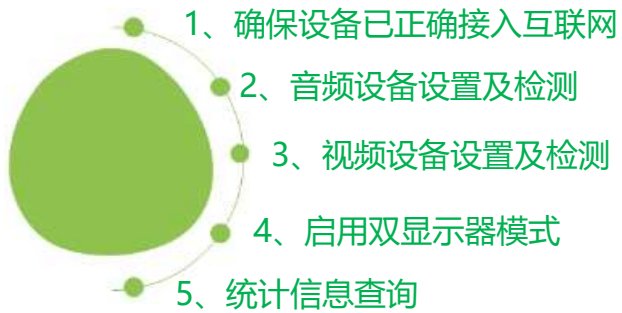 1、确保设备已正确接入互联网
2、音频设备设置及检测
3、视频设备设置及检测
4、启用双显示器模式
5、统计信息查询